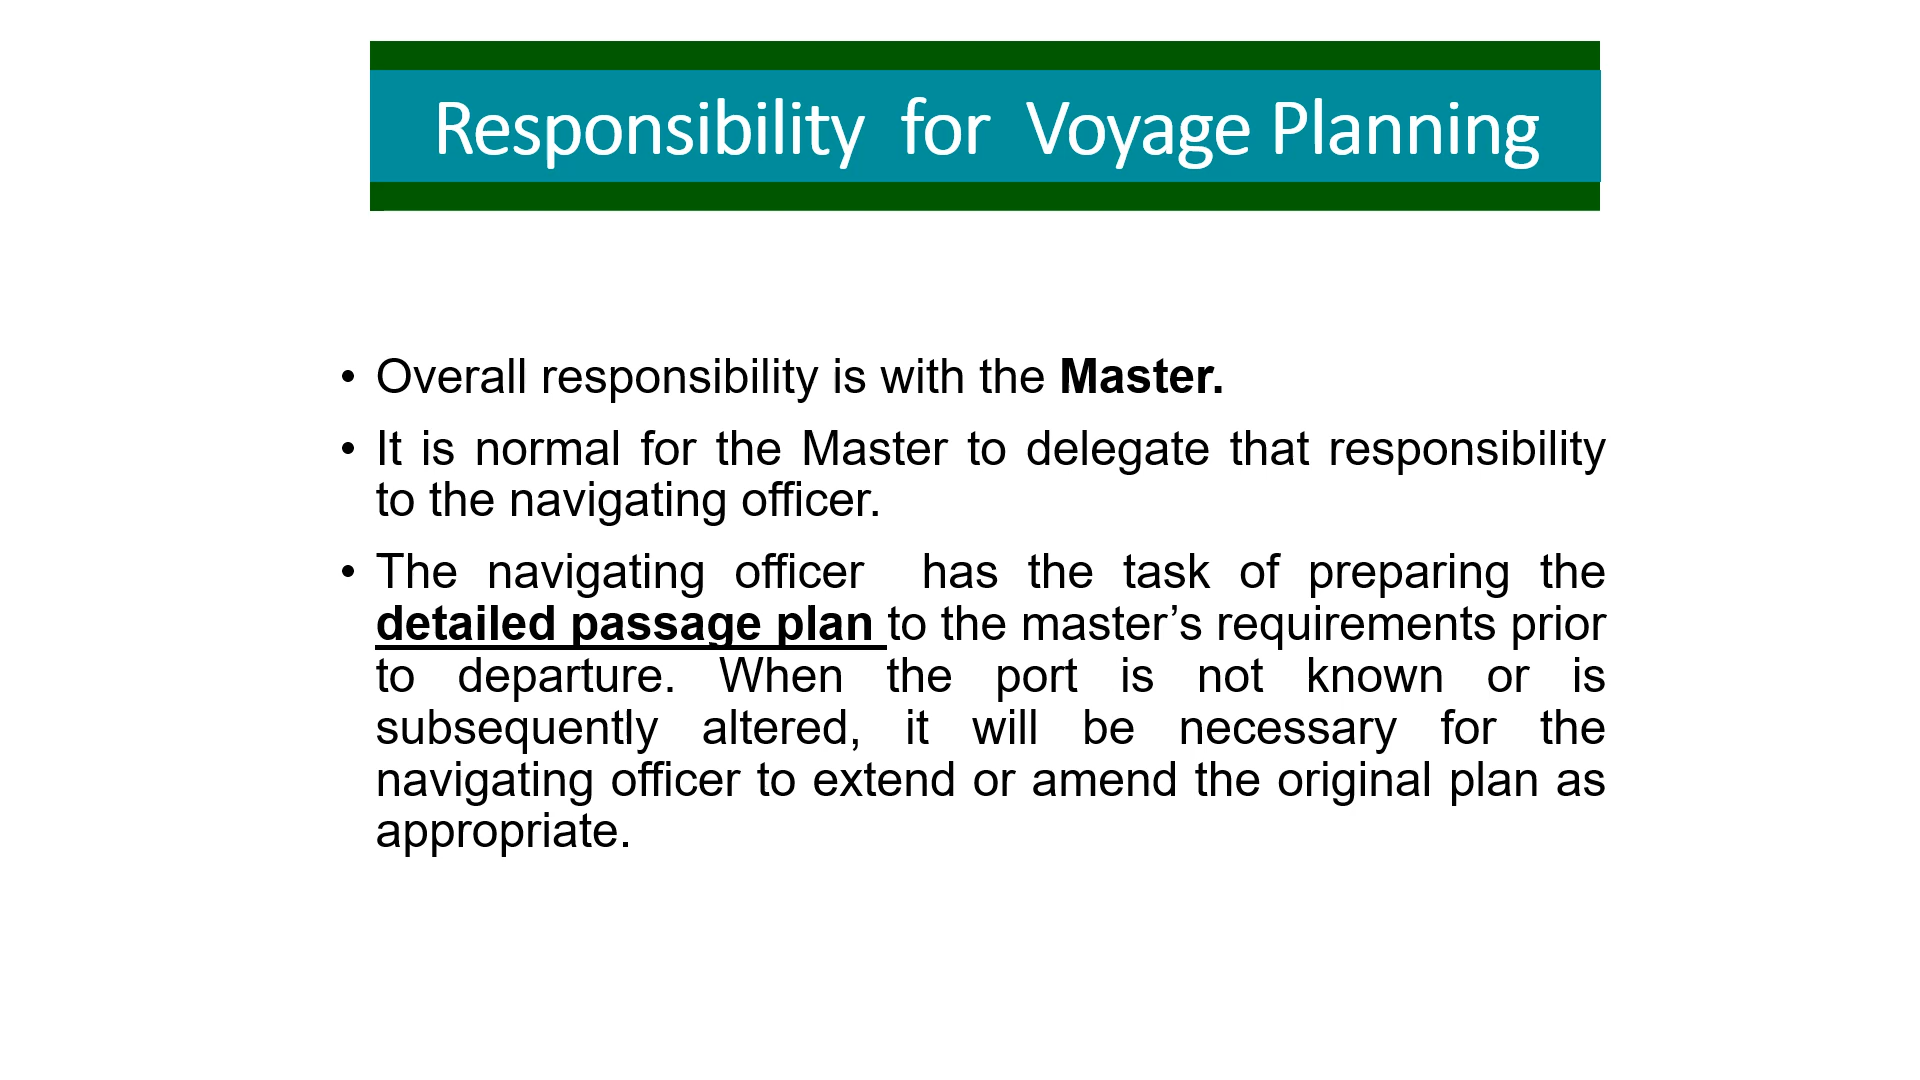 Responsibility for Voyage Planning
• Overall responsibility is with the Master.
• It is normal for the Master to delegate that responsibility
to the navigating officer.
• The navigating officer has the task of preparing the
detailed passage plan to the master’s requirements prior
to departure. When the port is not known or is
subsequently altered, it will be necessary for the
navigating officer to extend or amend the original plan as
appropriate.